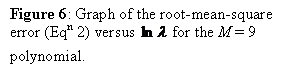 Figure 6: Graph of the root-mean-square
error (Eqⁿ 2) versus ln λ for the M = 9
polynomial.